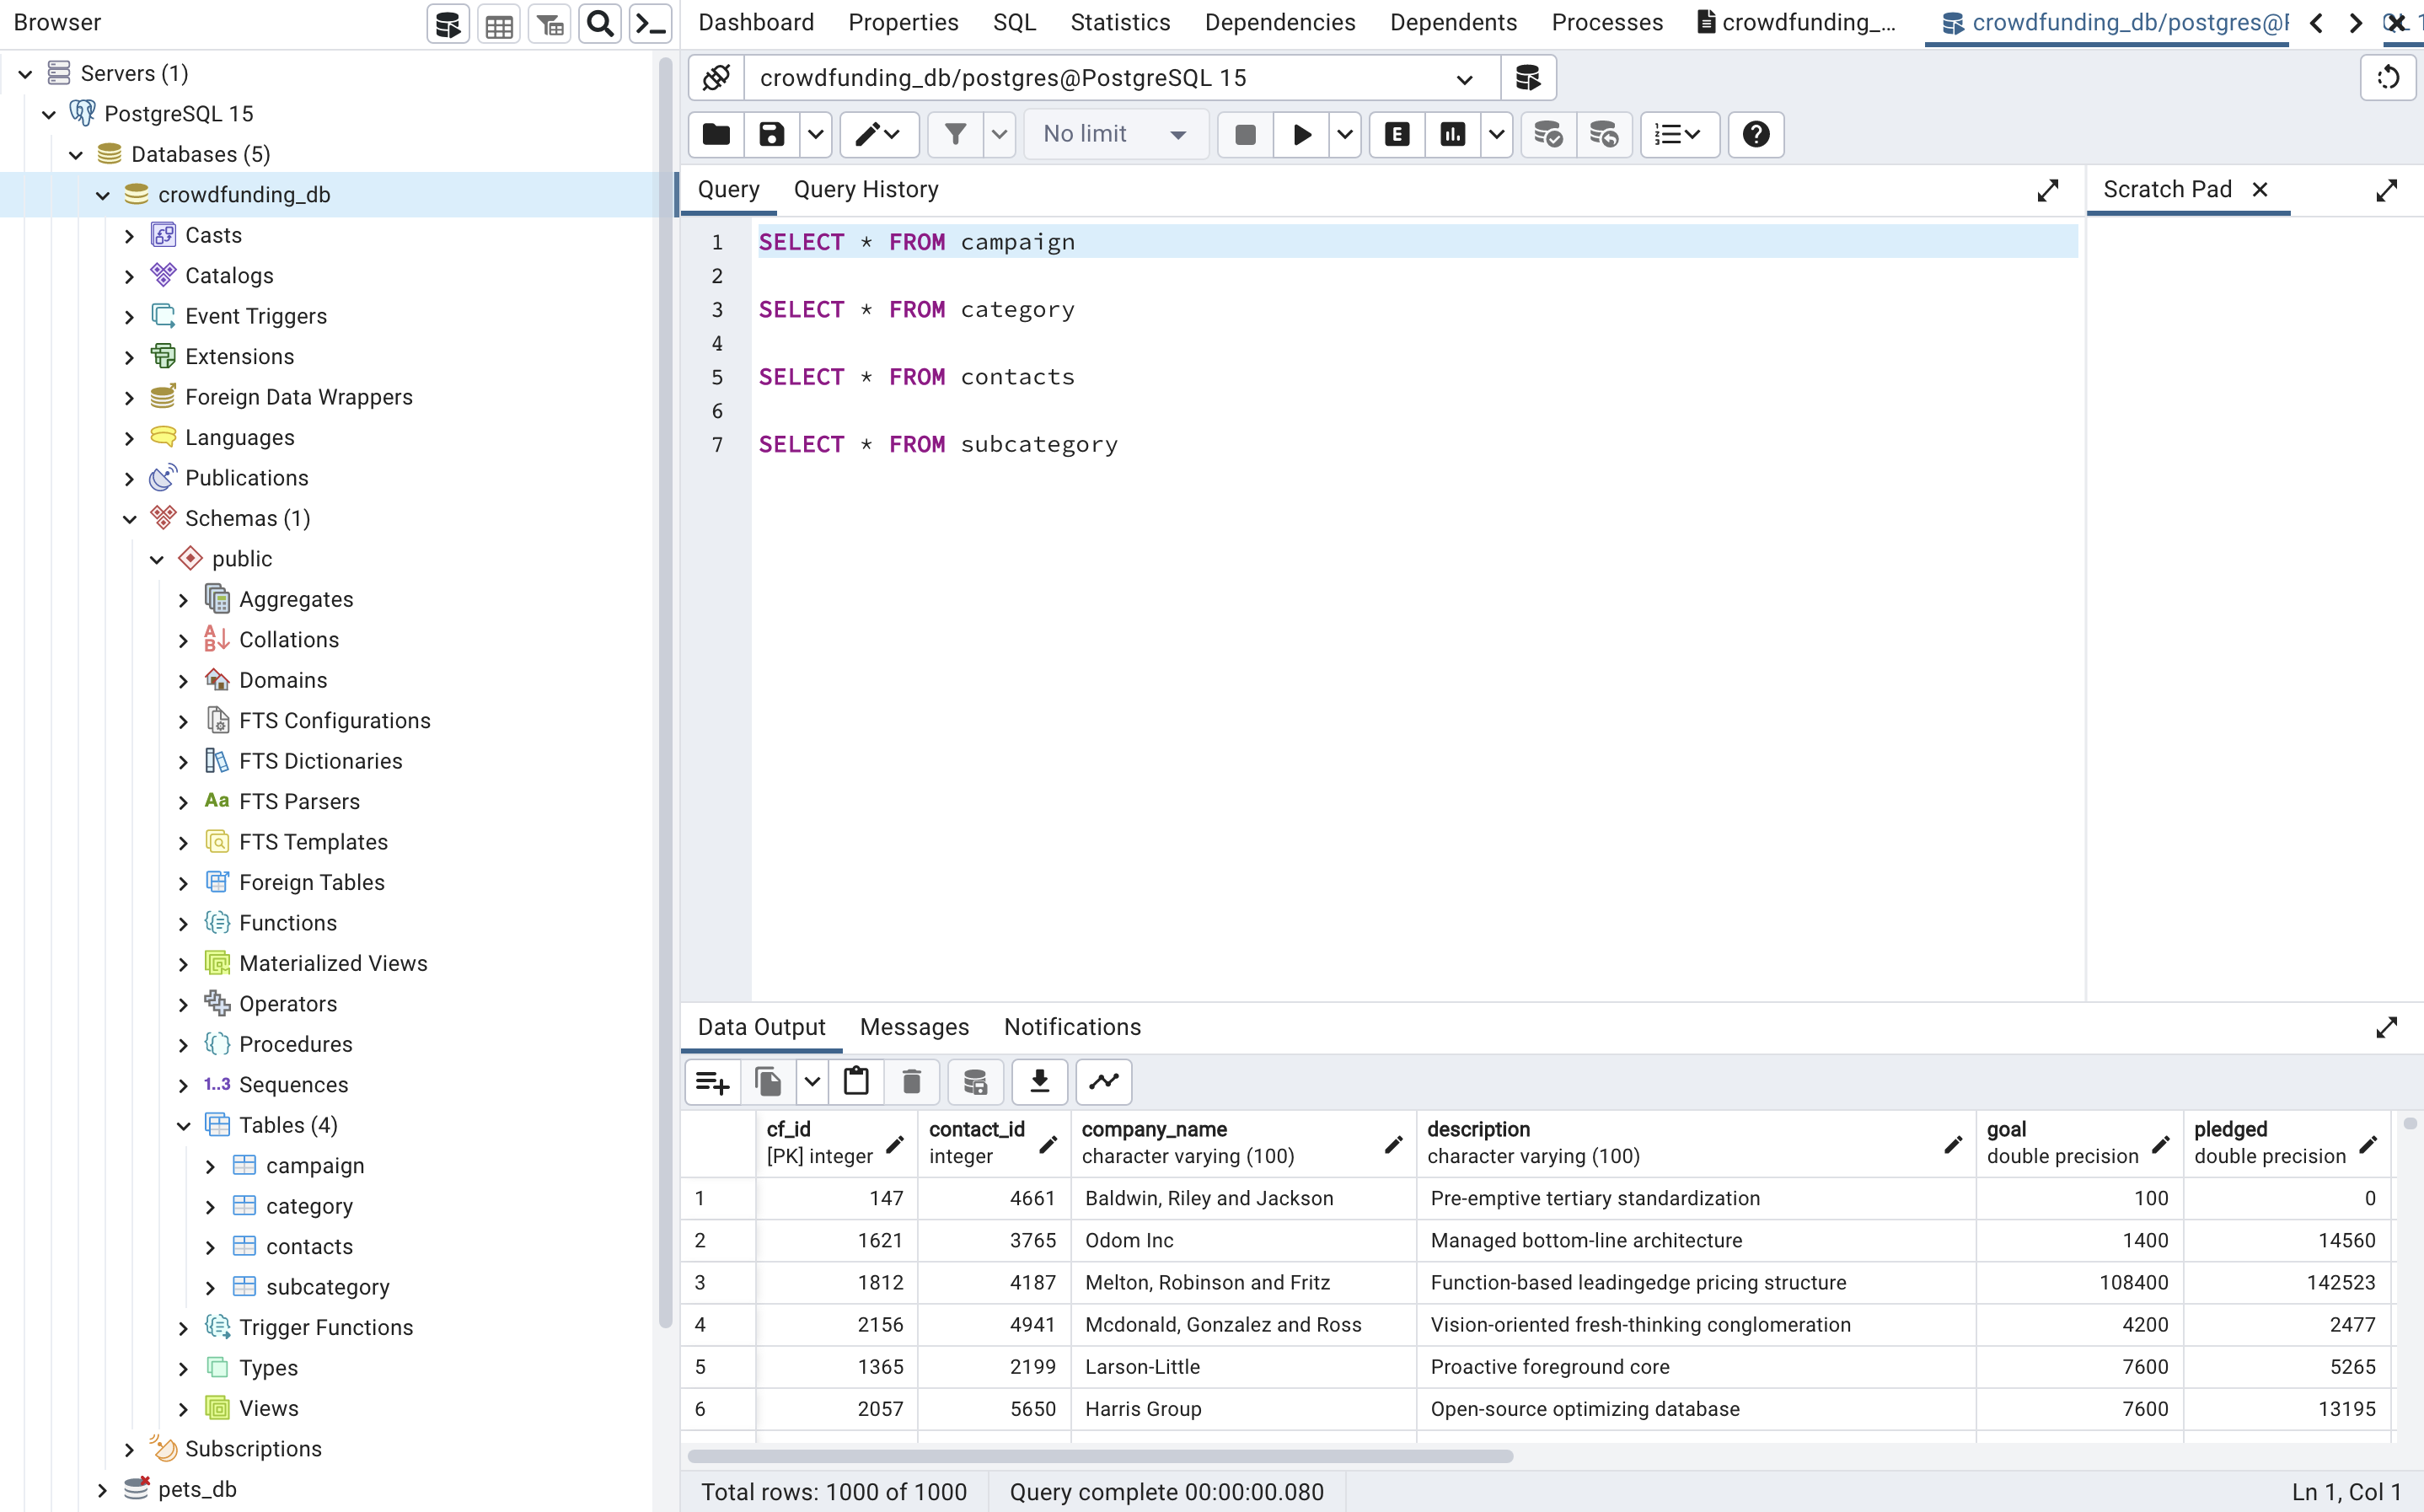 Browser
Servers (1)
PostgreSQL 15
Databases (5)
crowdfunding_db
Casts
Catalogs
Event Triggers
Extensions
Foreign Data Wrappers
Languages
Publications
Schemas (1)
public
Aggregates
Collations
Domains
FTS Configurations
FTS Dictionaries
Aa FTS Parsers
FTS Templates
Foreign Tables
Functions
Materialized Views
Operators
Procedures
1..3 Sequences
Tables (4)
campaign
category
contacts
subcategory
Trigger Functions
Types
Views
Subscriptions
pets_db
Dashboard Properties SQL Statistics Dependencies Dependents Processes crowdfunding_... crowdfunding_db/postgres@
crowdfunding_db/postgres@PostgreSQL 15
No limit E
Query Query History Scratch Pad
1 SELECT * FROM campaign
2
3 SELECT * FROM category
4
5 SELECT * FROM contacts
6
7 SELECT * FROM subcategory
Data Output Messages Notifications
cf_id contact_id company_name description goal pledged
[PK] integer integer character varying (100) character varying (100) double precision double precision
1 147 4661 Baldwin, Riley and Jackson Pre-emptive tertiary standardization 100 0
2 1621 3765 Odom Inc Managed bottom-line architecture 1400 14560
3 1812 4187 Melton, Robinson and Fritz Function-based leadingedge pricing structure 108400 142523
4 2156 4941 Mcdonald, Gonzalez and Ross Vision-oriented fresh-thinking conglomeration 4200 2477
5 1365 2199 Larson-Little Proactive foreground core 7600 5265
6 2057 5650 Harris Group Open-source optimizing database 7600 13195
Total rows: 1000 of 1000 Query complete 00:00:00.080 Ln 1, Col 1